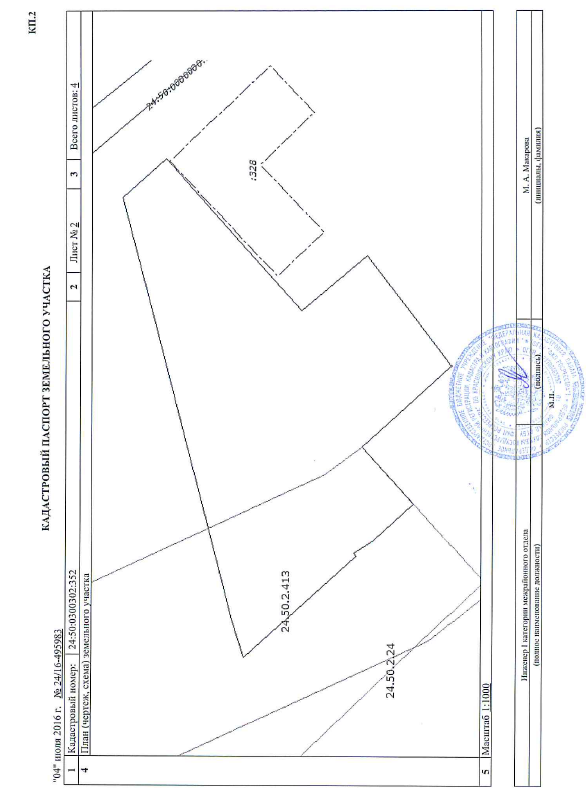 КП.2
КАДАСТРОВЫЙ ПАСПОРТ ЗЕМЕЛЬНОГО УЧАСТКА
"04" июля 2016 г. № 24/16-495983
1 Кадастровый номер: 24:50:0300302:352 2 Лист № 2 3 Всего листов: 4
4 План (чертеж, схема) земельного участка
24:50:0000000:
:328
24.50.2.413
24.50.2.24
5 Масштаб 1:1000
Инженер I категории межрайонного отдела
(полное наименование должности)
(подпись)
М. А. Макарова
(инициалы, фамилия)
М.П.